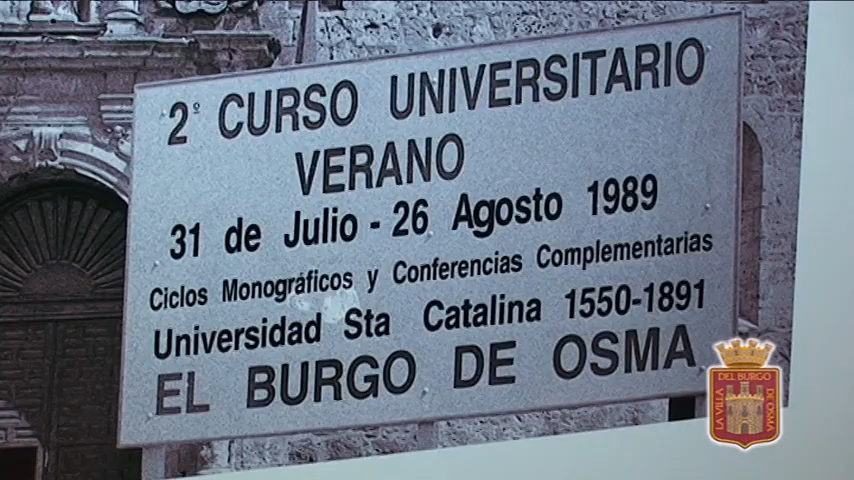 2º CURSO UNIVERSITARIO
VERANO
31 de Julio - 26 Agosto 1989
Ciclos Monográficos y Conferencias Complementarias
Universidad Sta Catalina 1550-1891
EL BURGO DE OSMA
LA VILLA DEL BURGO DE OSMA